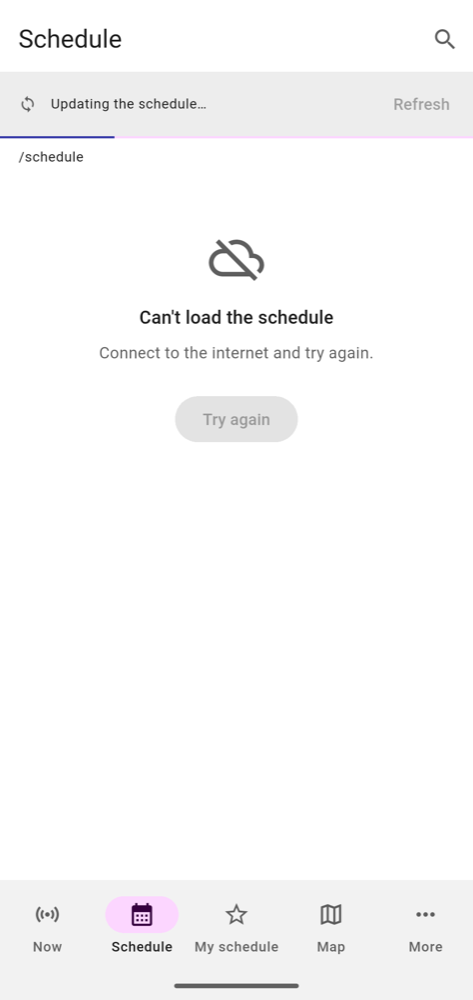 Schedule
Updating the schedule…
Refresh
/schedule
Can't load the schedule
Connect to the internet and try again.
Try again
Now
Schedule
My schedule
Map
More